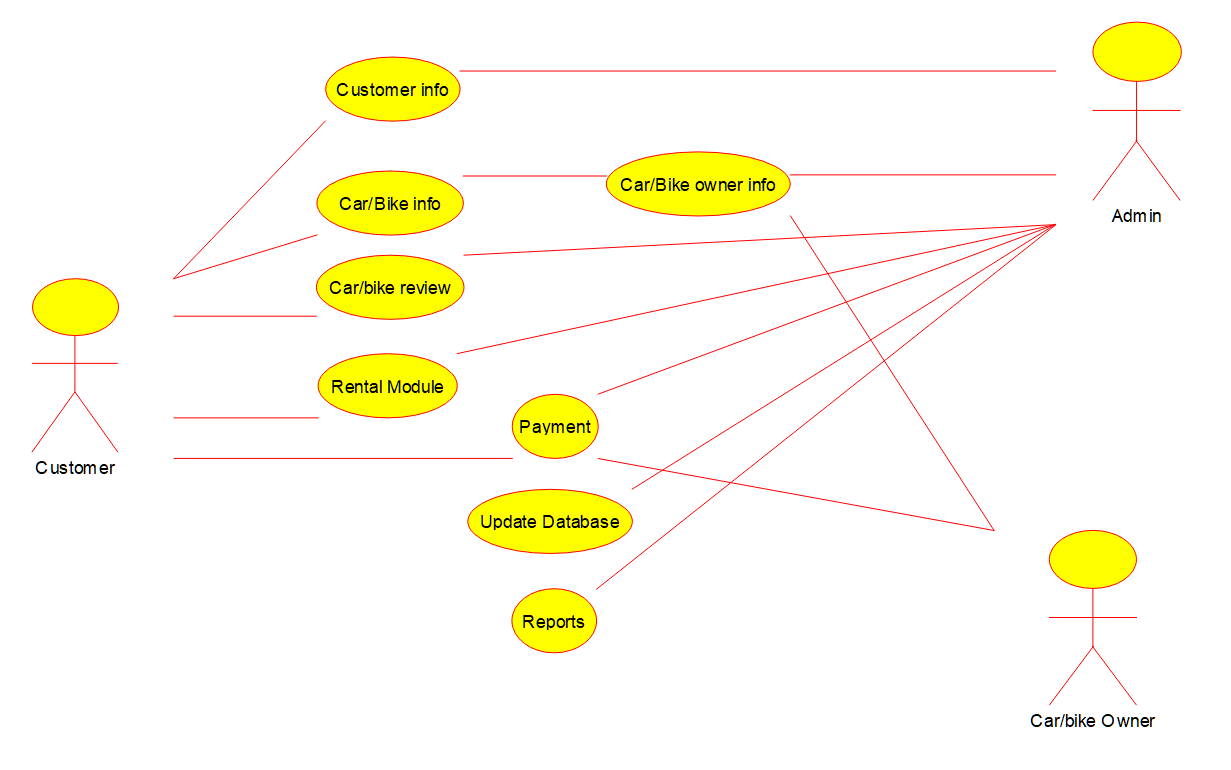 Customer info
Car/Bike info
Car/Bike owner info
Admin
Car/bike review
Rental Module
Payment
Customer
Update Database
Reports
Car/bike Owner